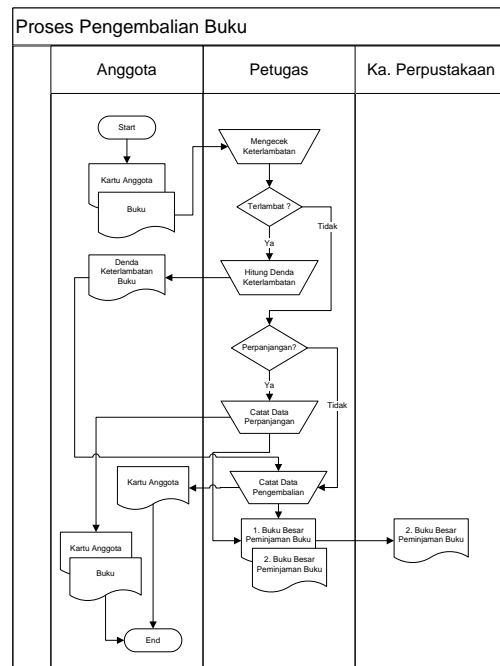 Proses Pengembalian Buku
Anggota
Petugas
Ka. Perpustakaan
Start
Mengecek
Keterlambatan
Kartu Anggota
Buku
Terlambat ?
Tidak
Ya
Denda
Keterlambatan
Buku
Hitung Denda
Keterlambatan
Perpanjangan?
Ya
Tidak
Catat Data
Perpanjangan
Kartu Anggota
Catat Data
Pengembalian
1. Buku Besar
Peminjaman Buku
2. Buku Besar
Peminjaman Buku
2. Buku Besar
Peminjaman Buku
Kartu Anggota
Buku
End